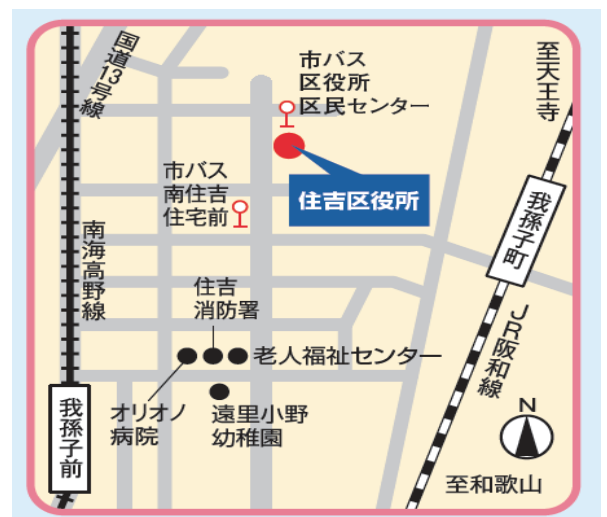 国道13号線
市バス
区役所
区民センター
至天王寺
市バス
南住吉
住宅前
住吉区役所
我孫子町
南海高野線
住吉
消防署
JR阪和線
老人福祉センター
オリオノ
病院
遠里小野
幼稚園
我孫子前
N
至和歌山